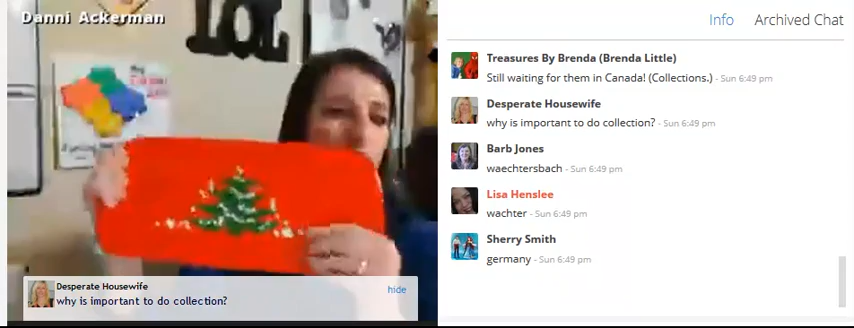 Danni Ackerman
LOL
Desperate Housewife
why is important to do collection?
hide
Info
Archived Chat
Treasures By Brenda (Brenda Little)
Still waiting for them in Canada! (Collections.) - Sun 6:49 pm
Desperate Housewife
why is important to do collection? - Sun 6:49 pm
Barb Jones
waechtersbach - Sun 6:49 pm
Lisa Henslee
wachter - Sun 6:49 pm
Sherry Smith
germany - Sun 6:49 pm